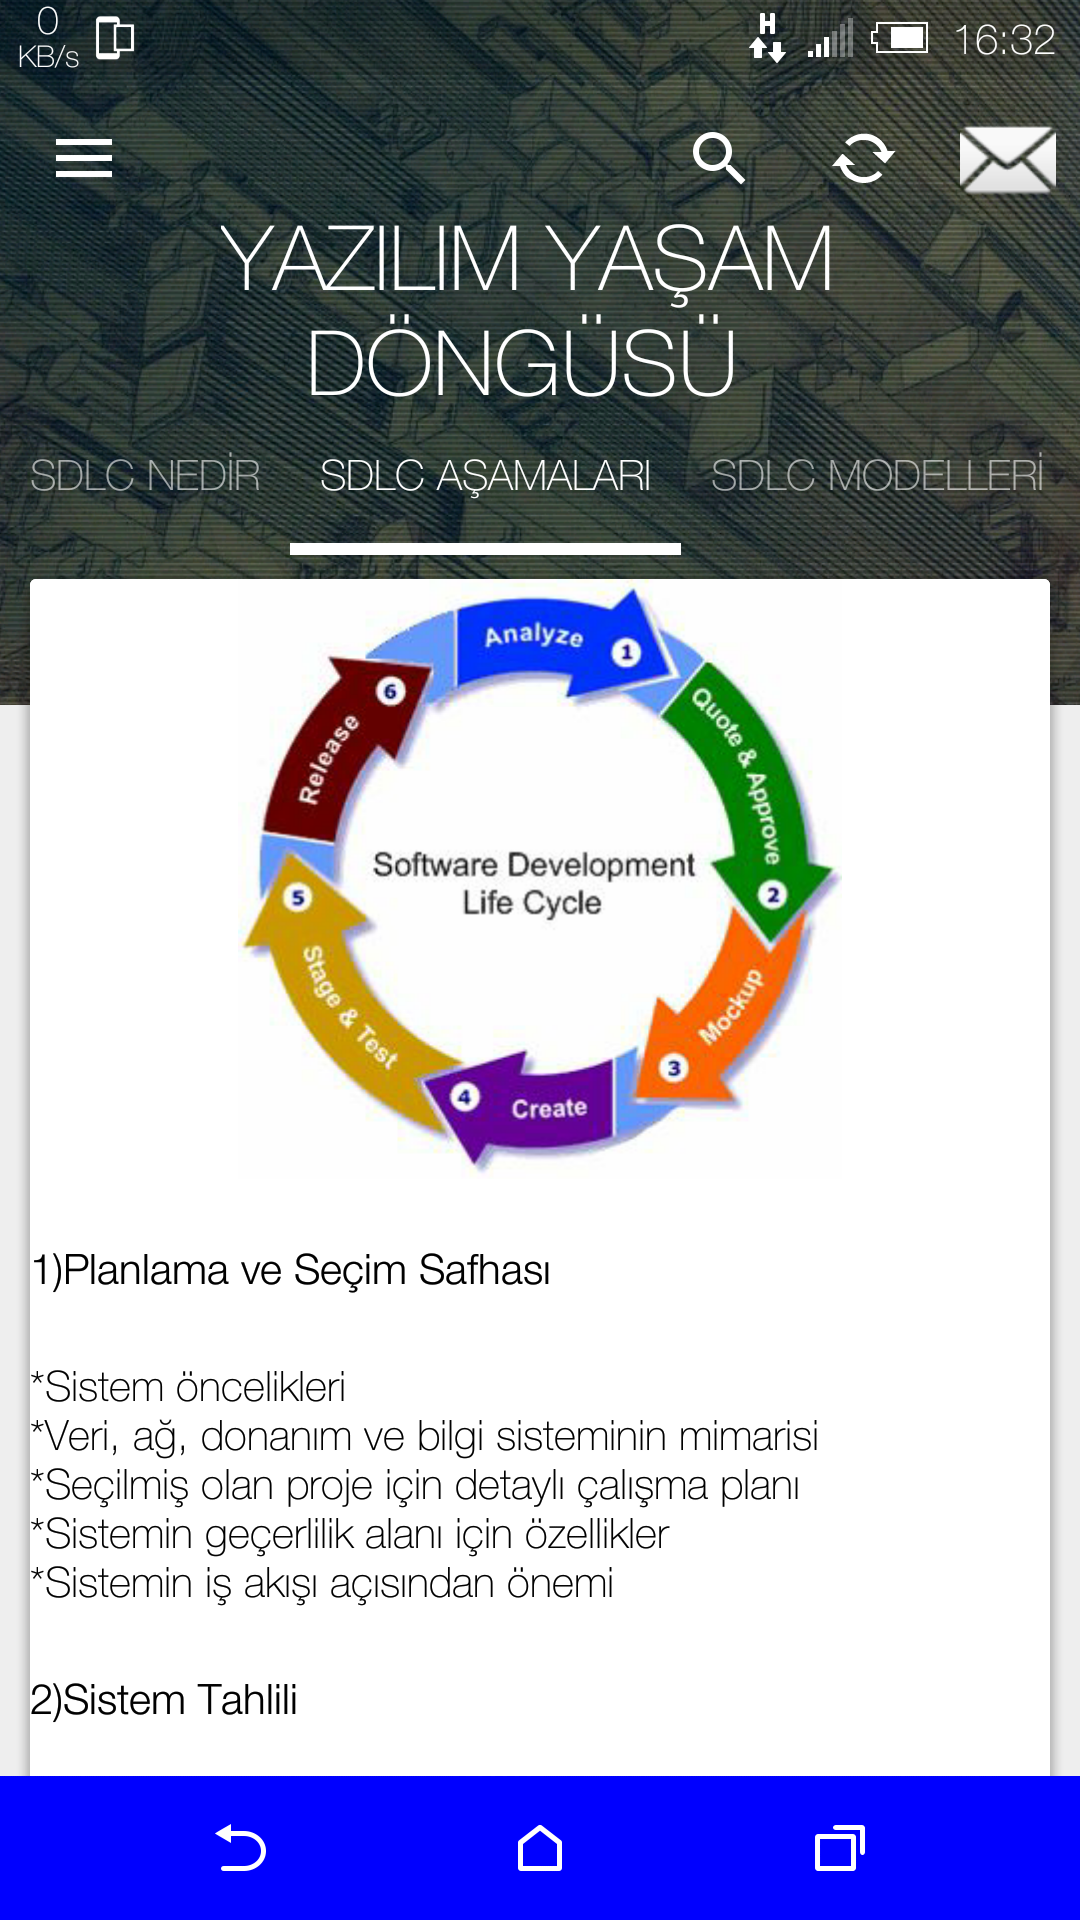 0
KB/s
H
16:32
YAZILIM YAŞAM
DÖNGÜSÜ
SDLC NEDİR
SDLC AŞAMALARI
SDLC MODELLERİ
Analyze
1
Quote & Approve
2
Mockup
3
Create
4
Stage & Test
5
Release
6
Software Development
Life Cycle
1)Planlama ve Seçim Safhası
*Sistem öncelikleri
*Veri, ağ, donanım ve bilgi sisteminin mimarisi
*Seçilmiş olan proje için detaylı çalışma planı
*Sistemin geçerlilik alanı için özellikler
*Sistemin iş akışı açısından önemi
2)Sistem Tahlili